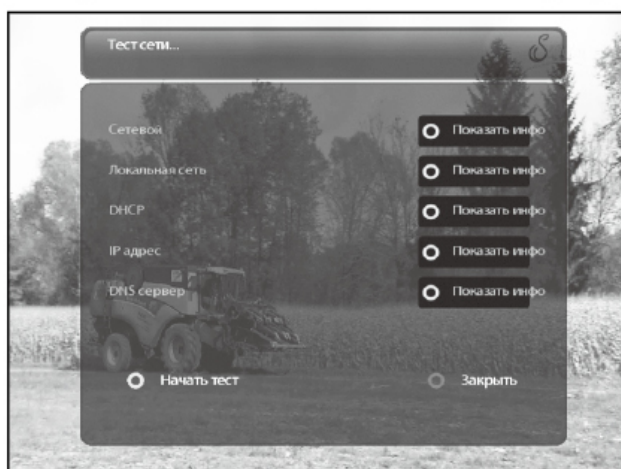 Тест сети...
Сетевой Показать инфо
Локальная сеть Показать инфо
DHCP Показать инфо
IP адрес Показать инфо
DNS сервер Показать инфо
Начать тест Закрыть